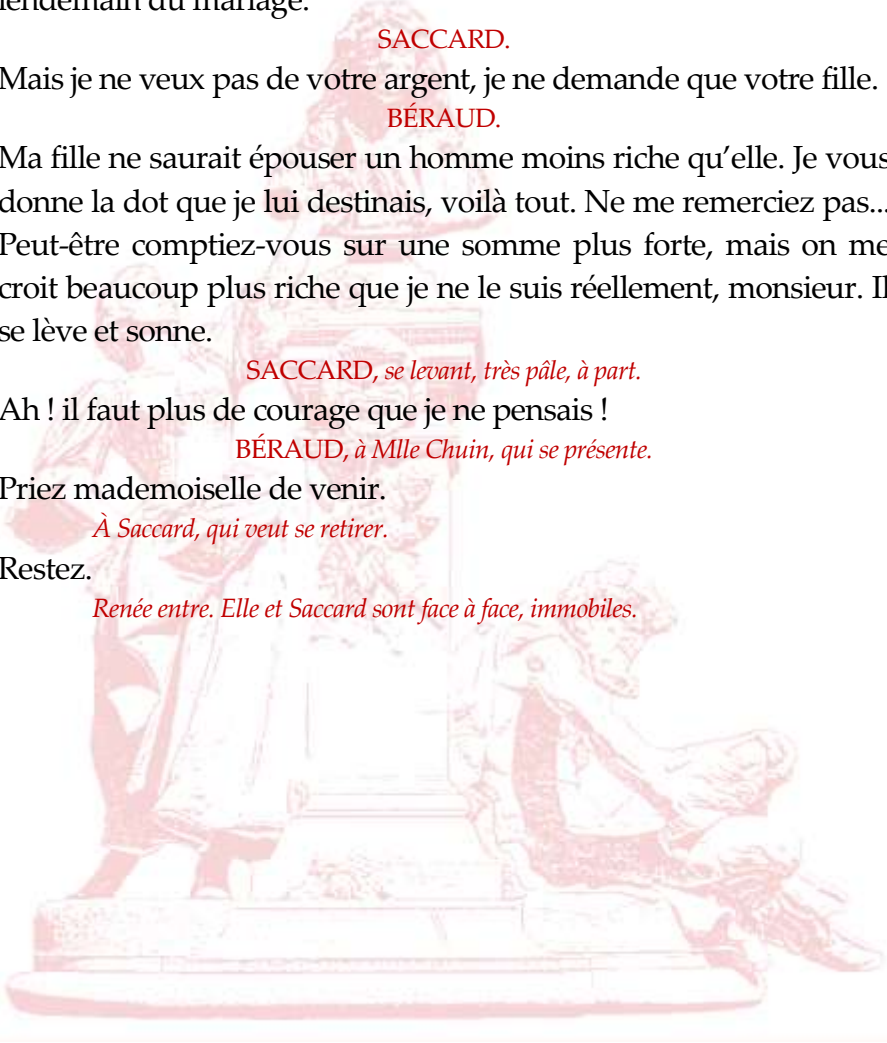 lendemain du mariage.
SACCARD.
Mais je ne veux pas de votre argent, je ne demande que votre fille.
BÉRAUD.
Ma fille ne saurait épouser un homme moins riche qu’elle. Je vous
donne la dot que je lui destinais, voilà tout. Ne me remerciez pas...
Peut-être comptiez-vous sur une somme plus forte, mais on me
croit beaucoup plus riche que je ne le suis réellement, monsieur. Il
se lève et sonne.
SACCARD, se levant, très pâle, à part.
Ah ! il faut plus de courage que je ne pensais !
BÉRAUD, à Mlle Chuin, qui se présente.
Priez mademoiselle de venir.
À Saccard, qui veut se retirer.
Restez.
Renée entre. Elle et Saccard sont face à face, immobiles.